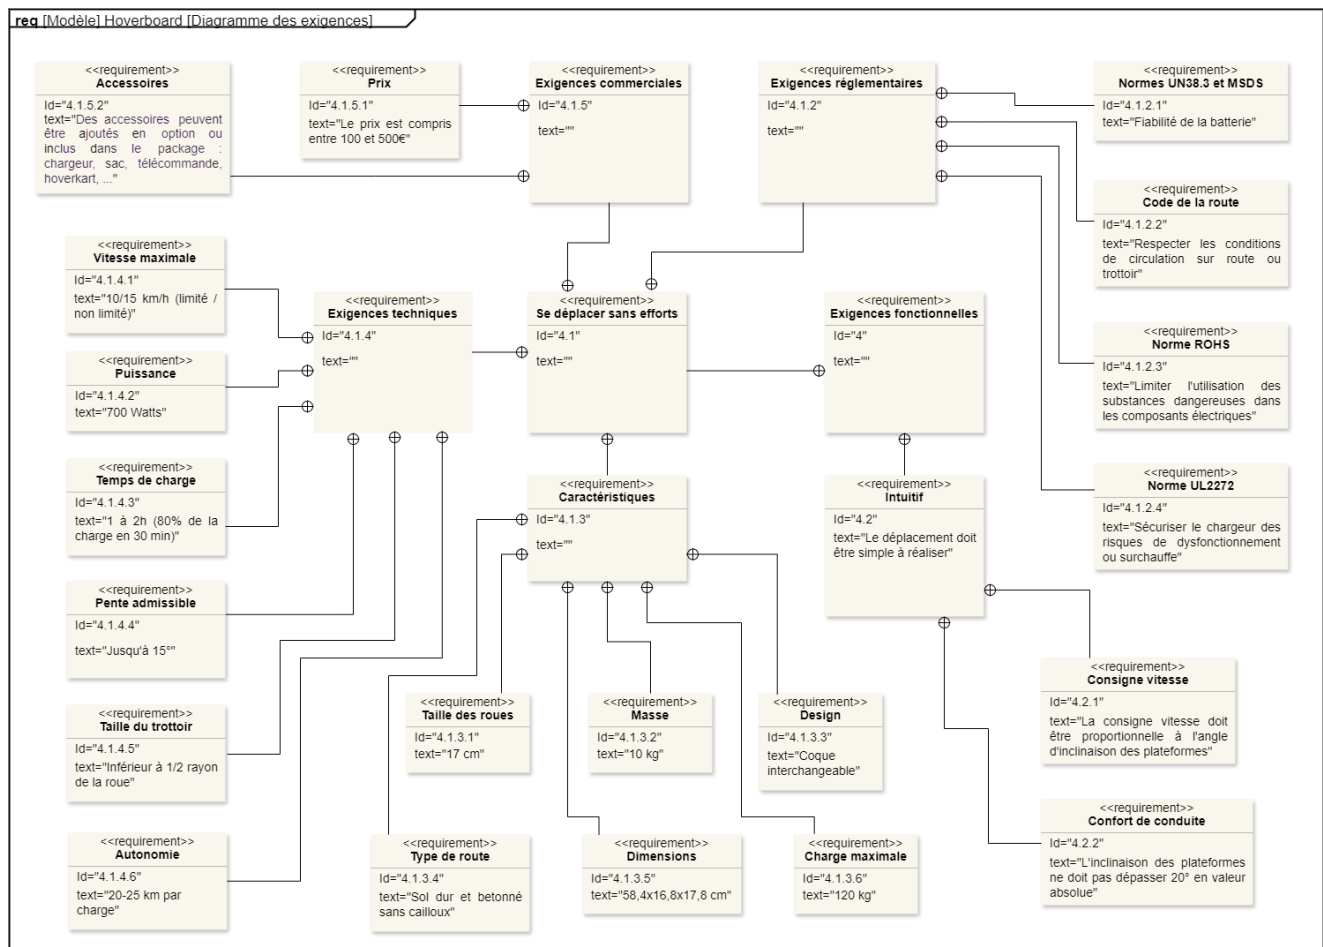 req [Modèle] Hoverboard [Diagramme des exigences]
<<requirement>>
Accessoires
Id="4.1.5.2"
text="Des accessoires peuvent
être ajoutés en option ou
inclus dans le package :
chargeur, sac, télécommande,
hoverkart, ..."
<<requirement>>
Prix
Id="4.1.5.1"
text="Le prix est compris
entre 100 et 500€"
<<requirement>>
Exigences commerciales
Id="4.1.5"
text=""
<<requirement>>
Exigences réglementaires
Id="4.1.2"
text=""
<<requirement>>
Normes UN38.3 et MSDS
Id="4.1.2.1"
text="Fiabilité de la batterie"
<<requirement>>
Code de la route
Id="4.1.2.2"
text="Respecter les conditions
de circulation sur route ou
trottoir"
<<requirement>>
Vitesse maximale
Id="4.1.4.1"
text="10/15 km/h (limité /
non limité)"
<<requirement>>
Exigences techniques
Id="4.1.4"
text=""
<<requirement>>
Se déplacer sans efforts
Id="4.1"
text=""
<<requirement>>
Exigences fonctionnelles
Id="4"
text=""
<<requirement>>
Norme ROHS
Id="4.1.2.3"
text="Limiter l'utilisation des
substances dangereuses dans
les composants électriques"
<<requirement>>
Puissance
Id="4.1.4.2"
text="700 Watts"
<<requirement>>
Temps de charge
Id="4.1.4.3"
text="1 à 2h (80% de la
charge en 30 min)"
<<requirement>>
Caractéristiques
Id="4.1.3"
text=""
<<requirement>>
Intuitif
Id="4.2"
text="Le déplacement doit
être simple à réaliser"
<<requirement>>
Norme UL2272
Id="4.1.2.4"
text="Sécuriser le chargeur des
risques de dysfonctionnement
ou surchauffe"
<<requirement>>
Pente admissible
Id="4.1.4.4"
text="Jusqu'à 15°"
<<requirement>>
Taille du trottoir
Id="4.1.4.5"
text="Inférieur à 1/2 rayon
de la roue"
<<requirement>>
Taille des roues
Id="4.1.3.1"
text="17 cm"
<<requirement>>
Masse
Id="4.1.3.2"
text="10 kg"
<<requirement>>
Design
Id="4.1.3.3"
text="Coque
interchangeable"
<<requirement>>
Consigne vitesse
Id="4.2.1"
text="La consigne vitesse doit
être proportionnelle à l'angle
d'inclinaison des plateformes"
<<requirement>>
Autonomie
Id="4.1.4.6"
text="20-25 km par
charge"
<<requirement>>
Type de route
Id="4.1.3.4"
text="Sol dur et betonné
sans cailloux"
<<requirement>>
Dimensions
Id="4.1.3.5"
text="58,4x16,8x17,8 cm"
<<requirement>>
Charge maximale
Id="4.1.3.6"
text="120 kg"
<<requirement>>
Confort de conduite
Id="4.2.2"
text="L'inclinaison des plateformes
ne doit pas dépasser 20° en valeur
absolue"